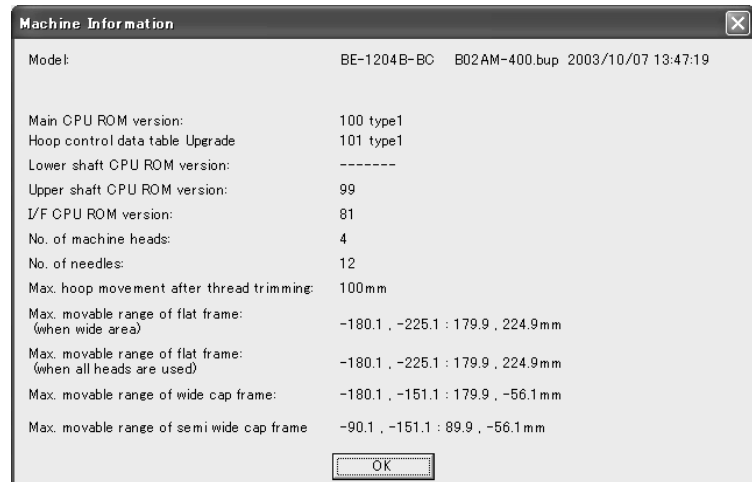 Machine Information
Model: BE-1204B-BC B02AM-400.bup 2003/10/07 13:47:19
Main CPU ROM version: 100 type1
Hoop control data table Upgrade 101 type1
Lower shaft CPU ROM version: -------
Upper shaft CPU ROM version: 99
I/F CPU ROM version: 81
No. of machine heads: 4
No. of needles: 12
Max. hoop movement after thread trimming: 100mm
Max. movable range of flat frame:
(when wide area) -180.1 , -225.1 : 179.9 , 224.9mm
Max. movable range of flat frame:
(when all heads are used) -180.1 , -225.1 : 179.9 , 224.9mm
Max. movable range of wide cap frame: -180.1 , -151.1 : 179.9 , -56.1mm
Max. movable range of semi wide cap frame -90.1 , -151.1 : 89.9 , -56.1mm
OK